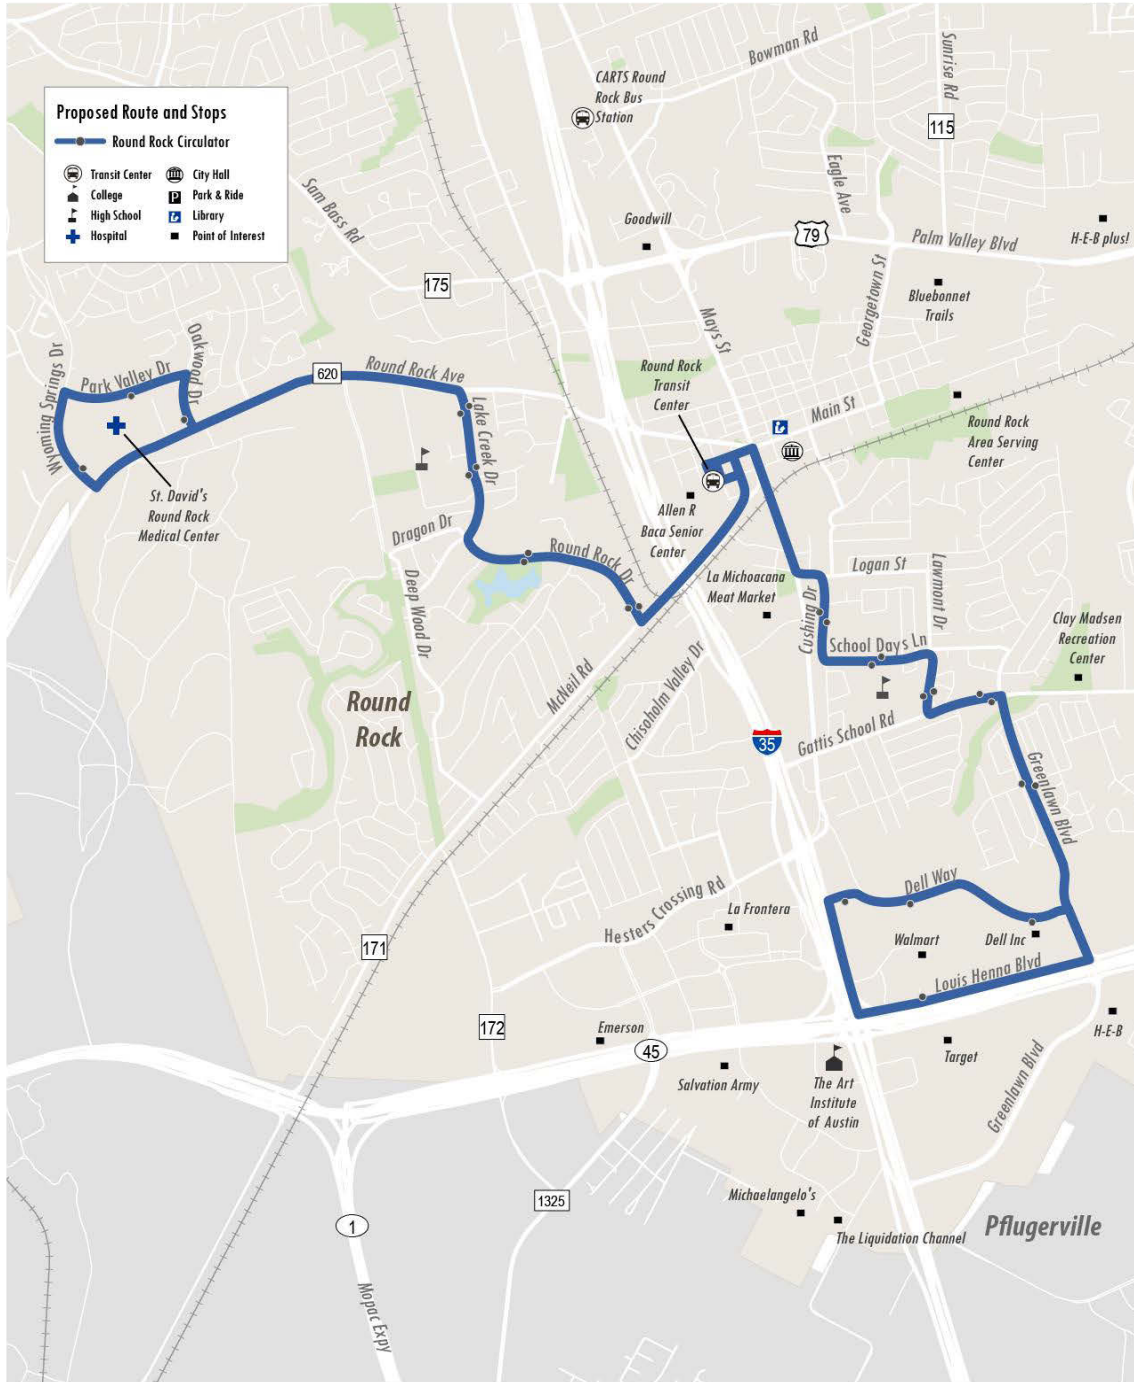 Bowman Rd
Sunrise Rd
CARTS Round
Rock Bus
Station
Proposed Route and Stops
Round Rock Circulator
115
Transit Center
City Hall
College
Park & Ride
P
High School
Library
Hospital
Point of Interest
Sam Bass Rd
Eagle Ave
Goodwill
79
Palm Valley Blvd
H-E-B plus!
175
Georgetown St
Bluebonnet
Trails
Mays St
Oakwood Dr
Wyoming Springs Dr
Park Valley Dr
620
Round Rock Ave
Round Rock
Transit
Center
Main St
Lake Creek Dr
Round Rock
Area Serving
Center
St. David's
Round Rock
Medical Center
Allen R
Baca Senior
Center
Dragon Dr
Round Rock Dr
Deep Wood Dr
Logan St
Lawmont Dr
La Michoacana
Meat Market
Cushing Dr
School Days Ln
Clay Madsen
Recreation
Center
McNeil Rd
Chisoholm Valley Dr
Round
Rock
35
Gattis School Rd
Greenlawn Blvd
Dell Way
Hesters Crossing Rd
La Frontera
Walmart
Dell Inc
171
Louis Henna Blvd
172
Emerson
45
H-E-B
Target
Salvation Army
The Art
Institute
of Austin
Greenlawn Blvd
1325
Michaelangelo's
1
The Liquidation Channel
Pflugerville
Mopac Expy